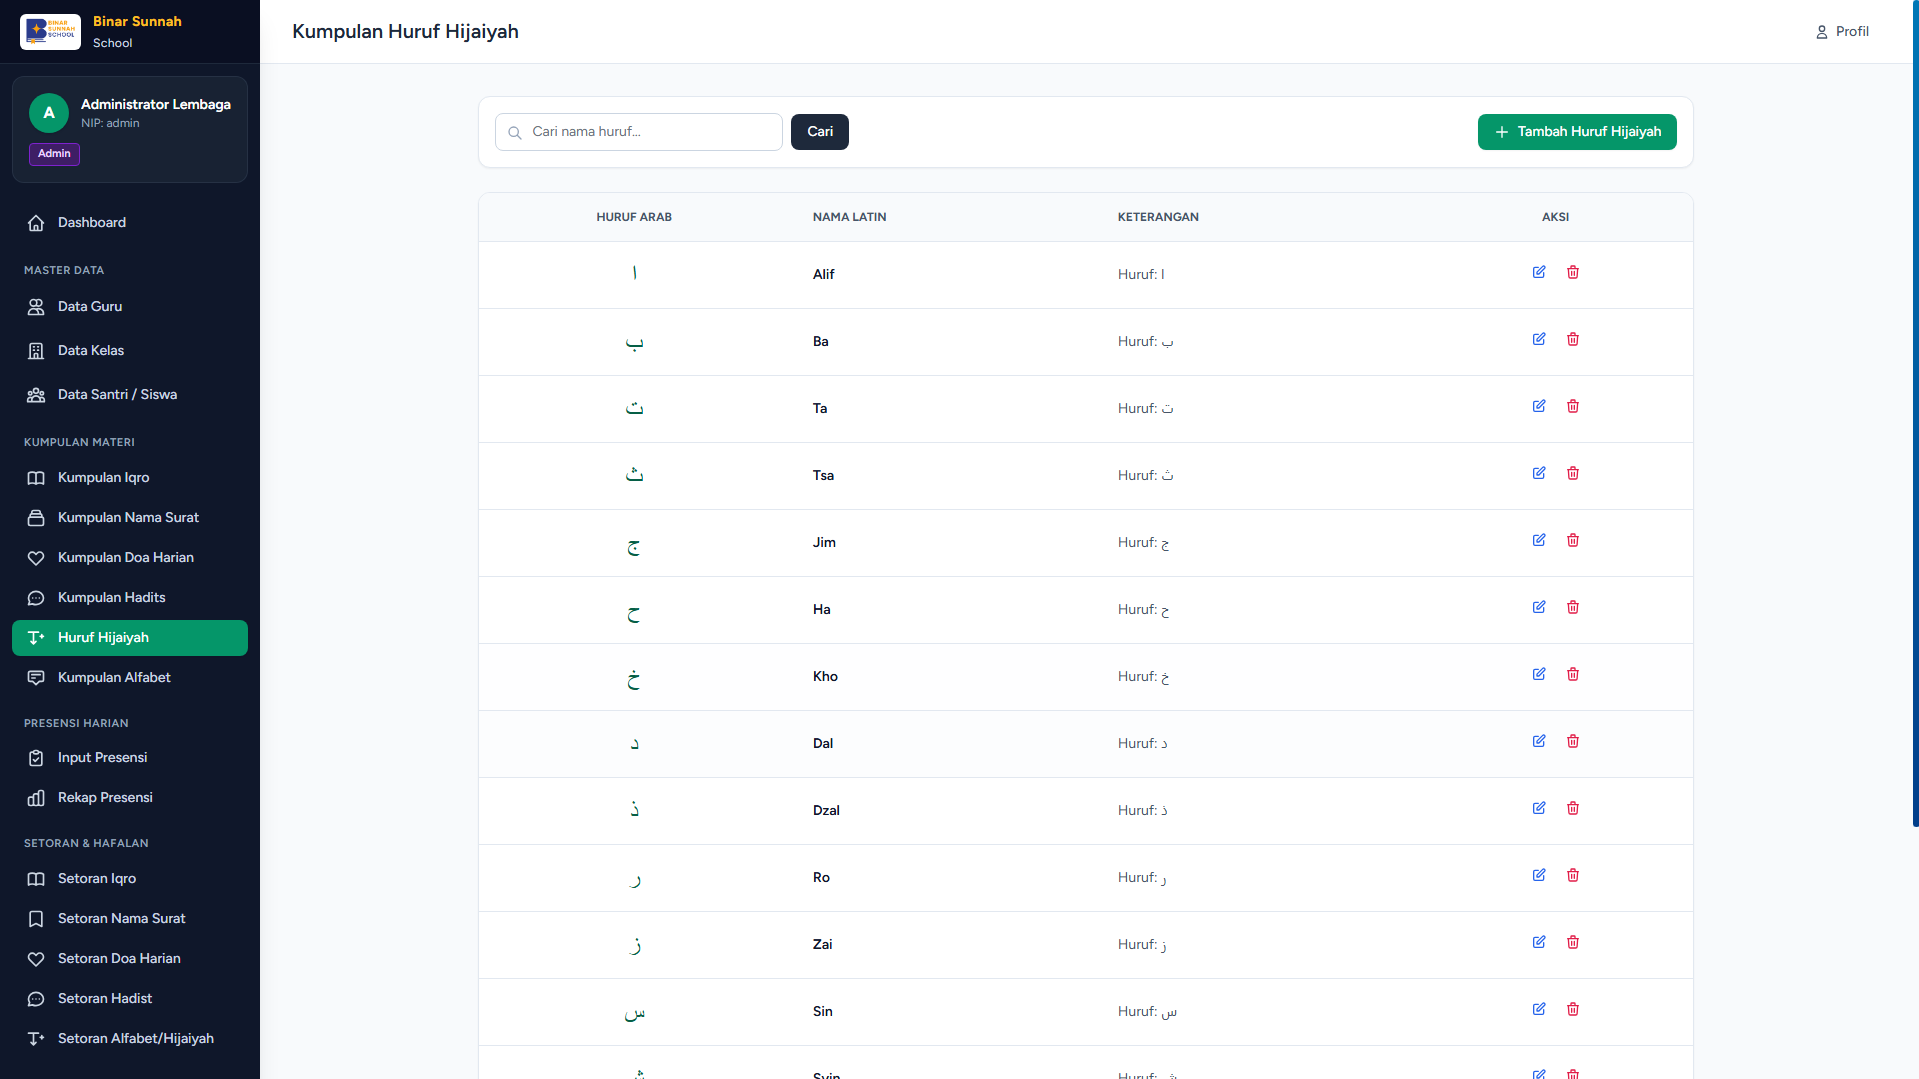 BINAR
SUNNAH
SCHOOL
Binar Sunnah
School
A
Administrator Lembaga
NIP: admin
Admin
Dashboard
MASTER DATA
Data Guru
Data Kelas
Data Santri / Siswa
KUMPULAN MATERI
Kumpulan Iqro
Kumpulan Nama Surat
Kumpulan Doa Harian
Kumpulan Hadits
Huruf Hijaiyah
Kumpulan Alfabet
PRESENSI HARIAN
Input Presensi
Rekap Presensi
SETORAN & HAFALAN
Setoran Iqro
Setoran Nama Surat
Setoran Doa Harian
Setoran Hadist
Setoran Alfabet/Hijaiyah
Kumpulan Huruf Hijaiyah
Profil
Cari nama huruf...
Cari
Tambah Huruf Hijaiyah
HURUF ARAB NAMA LATIN KETERANGAN AKSI
ا Alif Huruf: ا
ب Ba Huruf: ب
ت Ta Huruf: ت
ث Tsa Huruf: ث
ج Jim Huruf: ج
ح Ha Huruf: ح
خ Kho Huruf: خ
د Dal Huruf: د
ذ Dzal Huruf: ذ
ر Ro Huruf: ر
ز Zai Huruf: ز
س Sin Huruf: س
ش Syin Huruf: ش